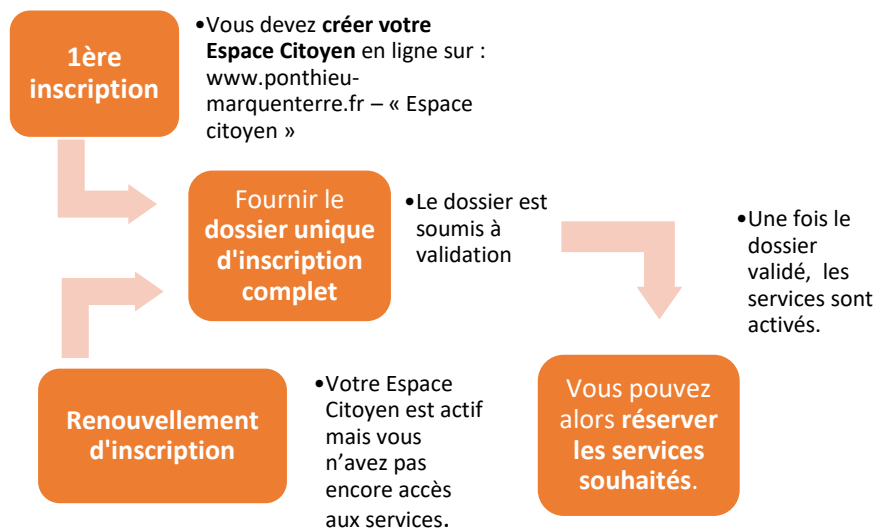 1ère
inscription
•Vous devez créer votre
Espace Citoyen en ligne sur :
www.ponthieu-
marquenterre.fr – « Espace
citoyen »
Fournir le
dossier unique
d'inscription
complet
•Le dossier est
soumis à
validation
•Une fois le
dossier
validé, les
services sont
activés.
Renouvellement
d'inscription
•Votre Espace
Citoyen est actif
mais vous
n’avez pas
encore accès
aux services.
Vous pouvez
alors réserver
les services
souhaités.